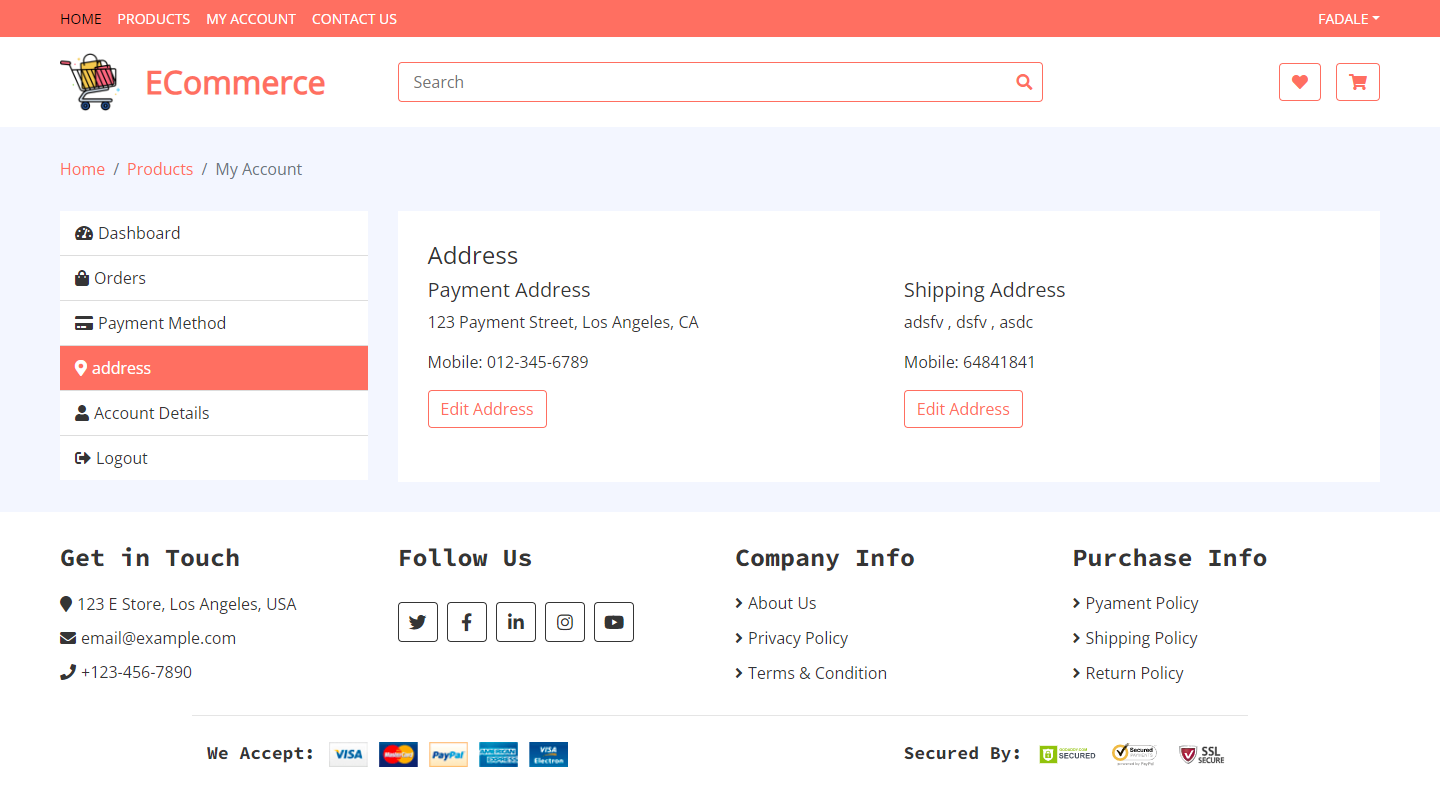 HOME PRODUCTS MY ACCOUNT CONTACT US FADALE
ECommerce
Search
Home / Products / My Account
Dashboard
Orders
Payment Method
address
Account Details
Logout
Address
Payment Address
123 Payment Street, Los Angeles, CA
Mobile: 012-345-6789
Edit Address
Shipping Address
adsfv , dsfv , asdc
Mobile: 64841841
Edit Address
Get in Touch
123 E Store, Los Angeles, USA
email@example.com
+123-456-7890
Follow Us
Company Info
About Us
Privacy Policy
Terms & Condition
Purchase Info
Pyament Policy
Shipping Policy
Return Policy
We Accept: VISA MasterCard PayPal AMERICAN EXPRESS VISA Electron
Secured By: SECURED Secured SSL SECURE